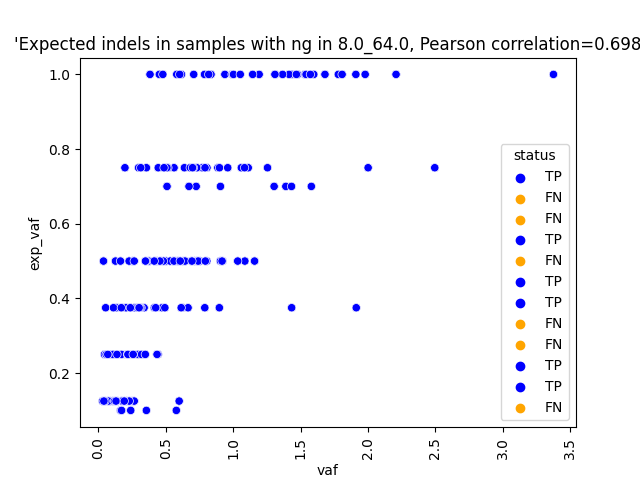 'Expected indels in samples with ng in 8.0_64.0, Pearson correlation=0.698
exp_vaf
1.0
0.8
0.6
0.4
0.2
status
TP
FN
FN
TP
FN
TP
TP
FN
FN
TP
TP
FN
0.0
0.5
1.0
1.5
2.0
2.5
3.0
3.5
vaf